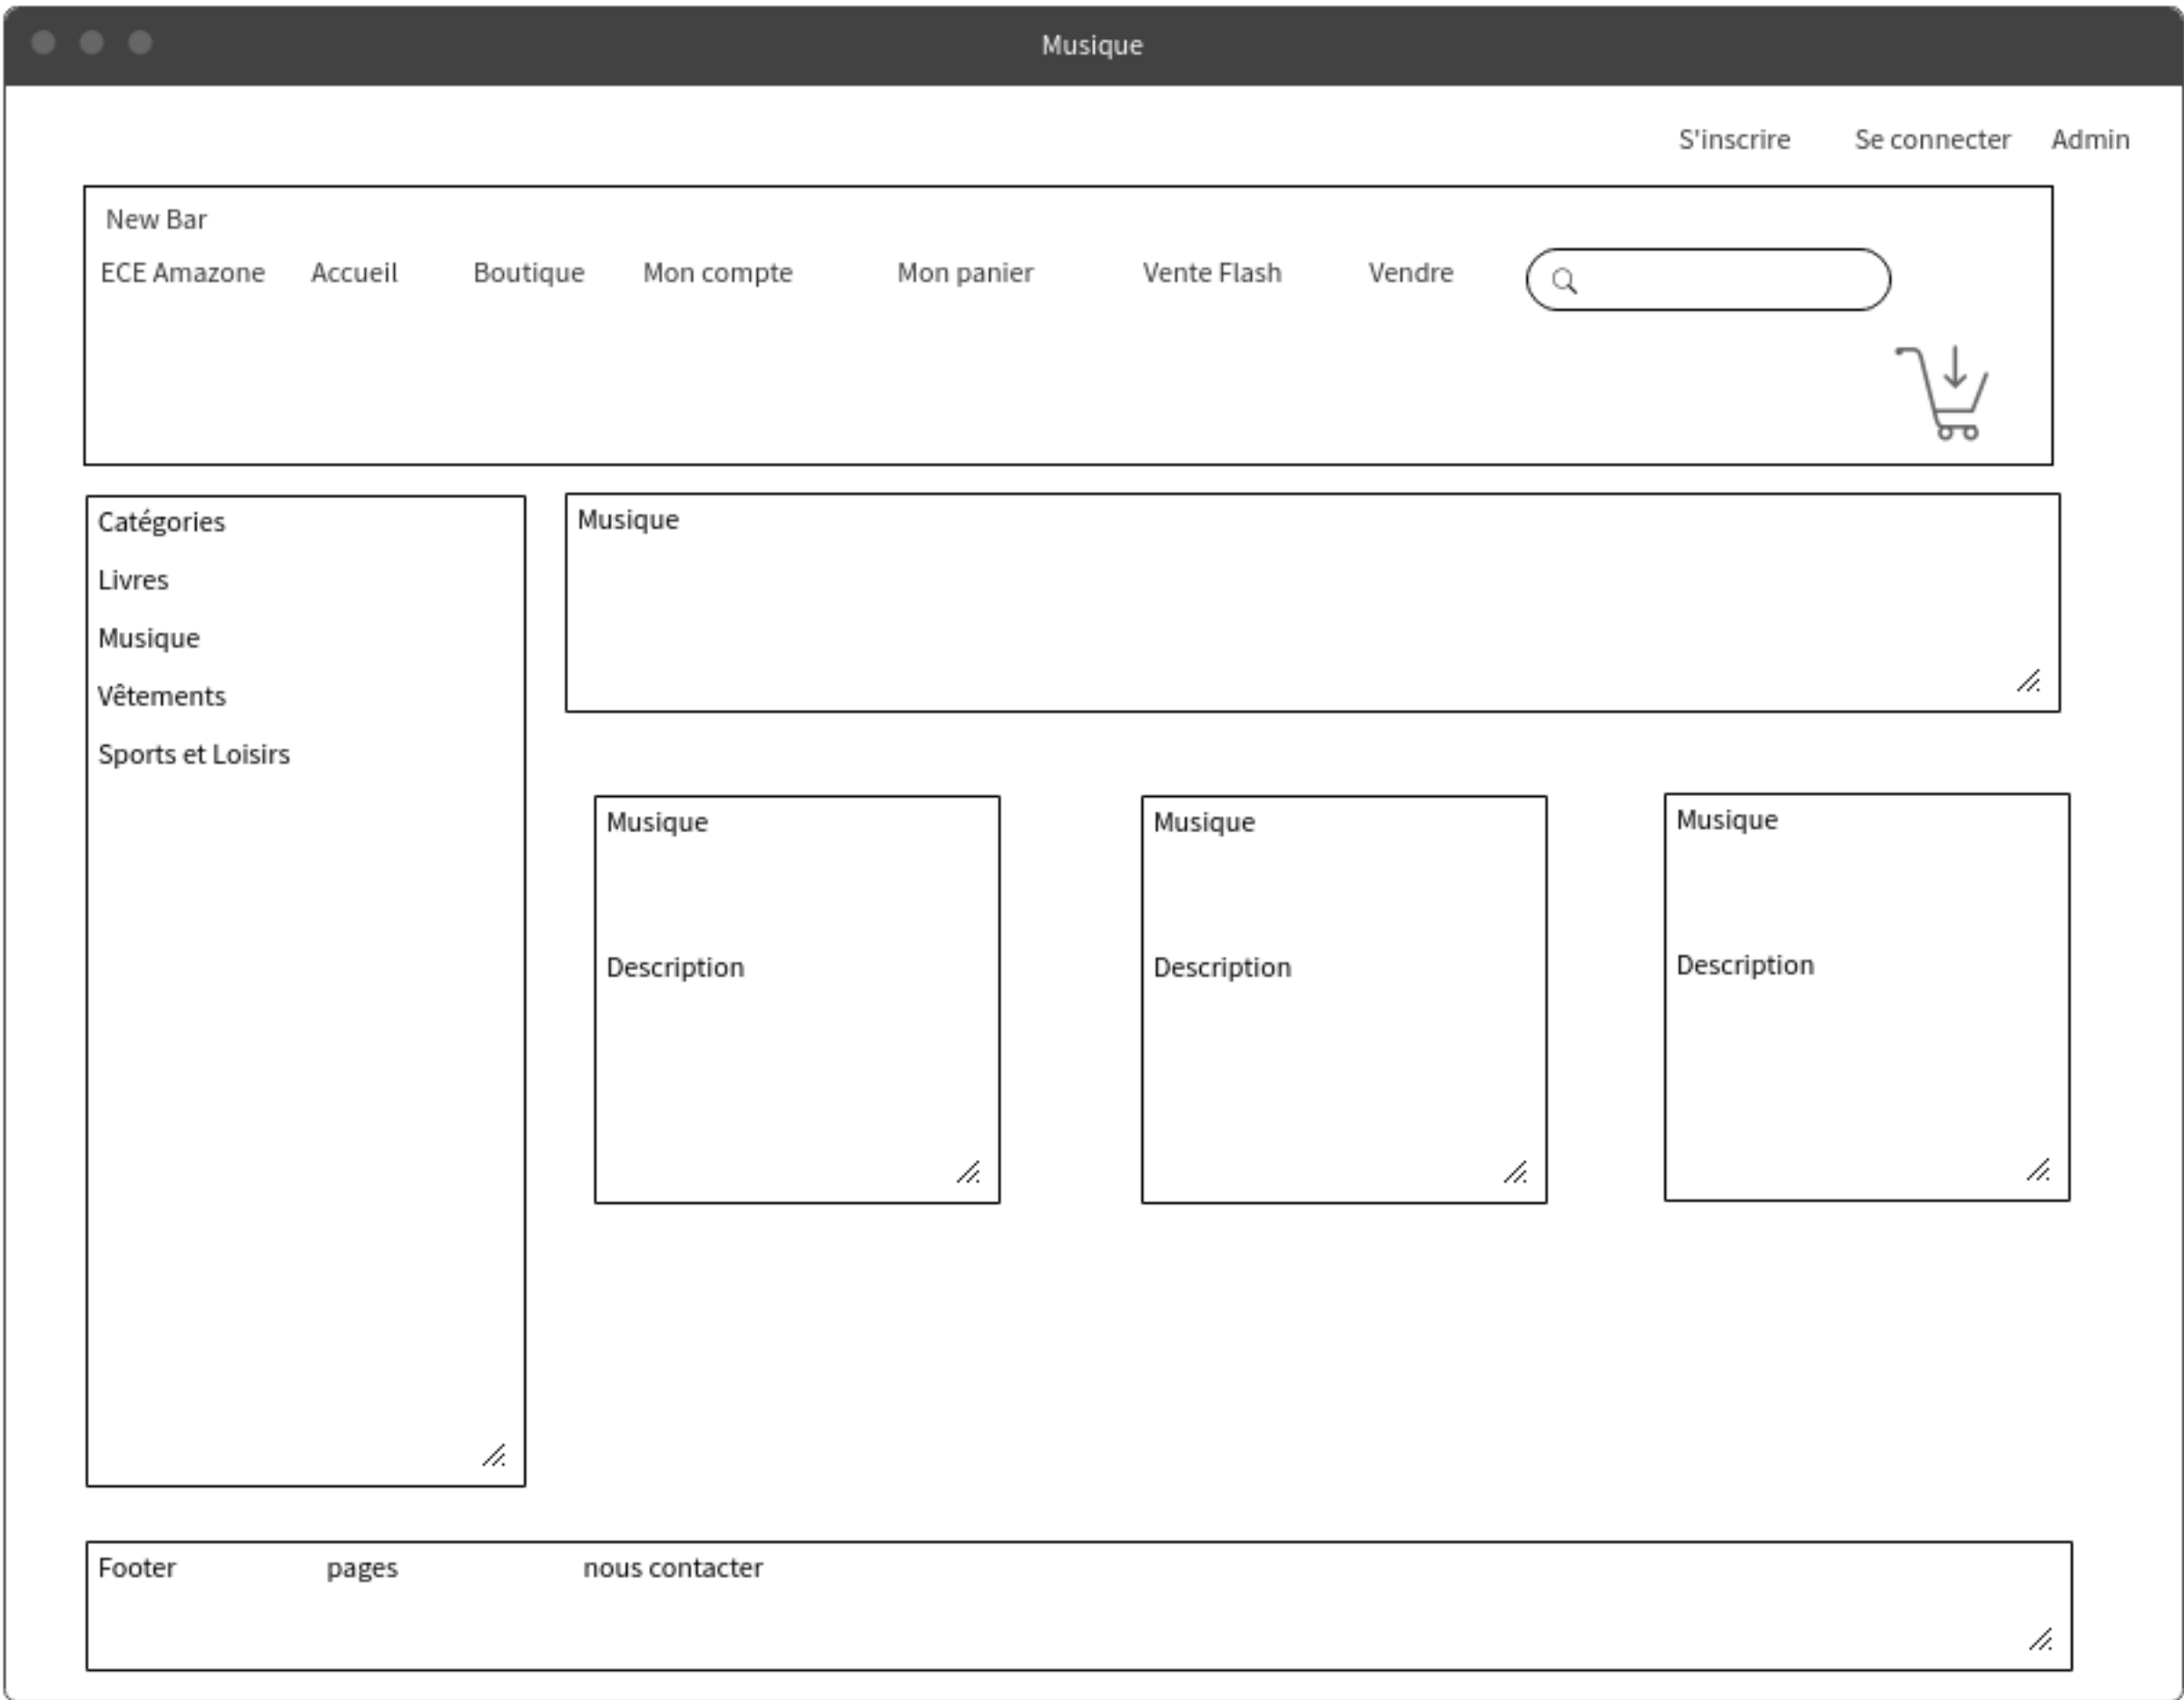 Musique
S'inscrire Se connecter Admin
New Bar
ECE Amazone Accueil Boutique Mon compte Mon panier Vente Flash Vendre
Catégories
Livres
Musique
Vêtements
Sports et Loisirs
Musique
Musique
Description
Musique
Description
Musique
Description
Footer pages nous contacter